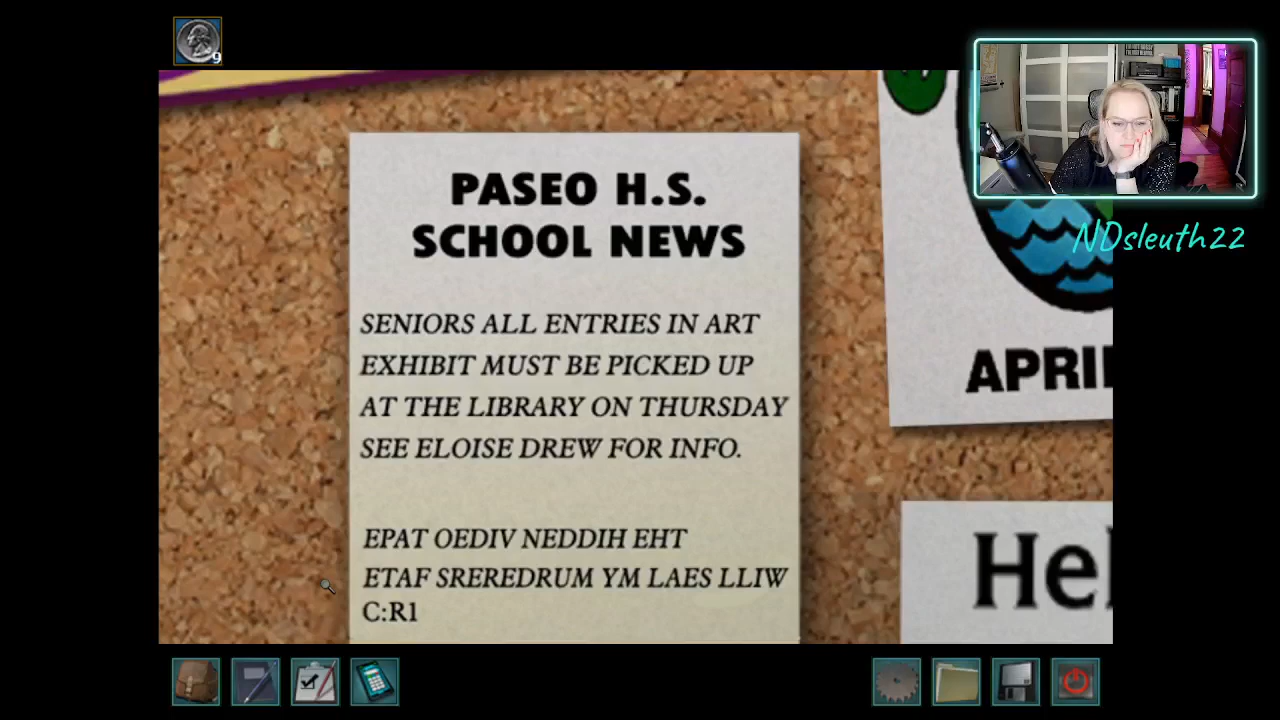 9
PASEO H.S.
SCHOOL NEWS
SENIORS ALL ENTRIES IN ART
EXHIBIT MUST BE PICKED UP
AT THE LIBRARY ON THURSDAY
SEE ELOISE DREW FOR INFO.
EPAT OEDIV NEDDIH EHT
ETAF SREREDRUM YM LAES LLIW
C:R1
NDsleuth22
APRI
Hel